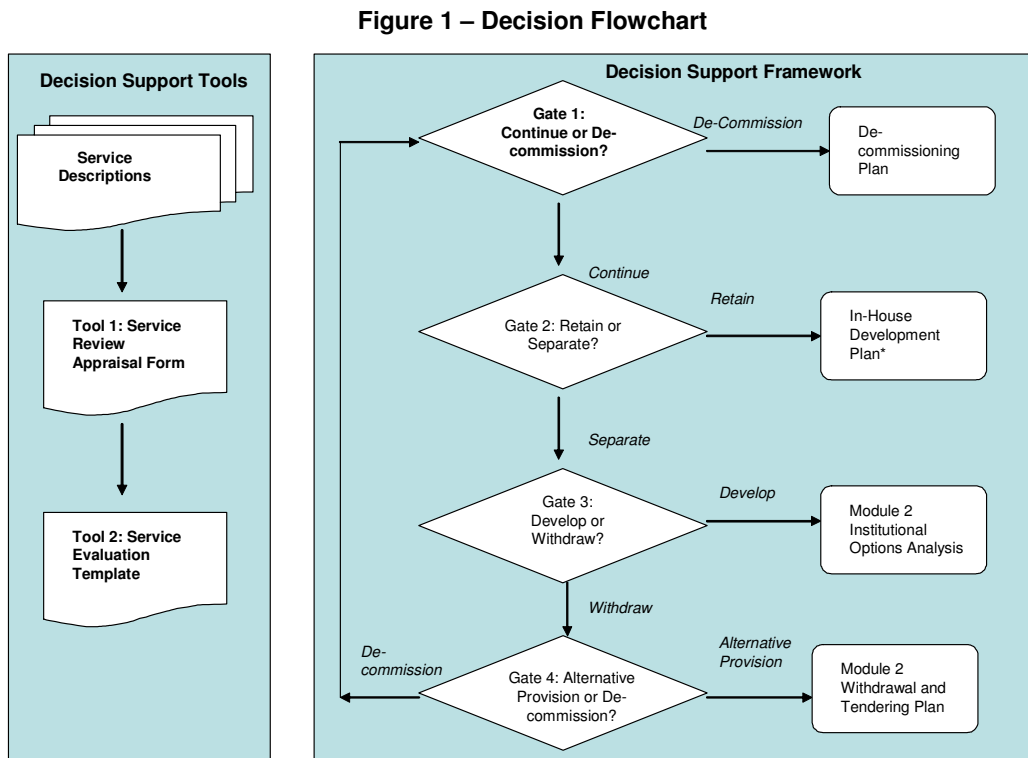 Figure 1 – Decision Flowchart
Decision Support Tools
Service
Descriptions
Tool 1: Service
Review
Appraisal Form
Tool 2: Service
Evaluation
Template
Decision Support Framework
Gate 1:
Continue or De-
commission?
De-Commission
De-
commissioning
Plan
Continue
Gate 2: Retain or
Separate?
Retain
In-House
Development
Plan*
Separate
Gate 3:
Develop or
Withdraw?
Develop
Module 2
Institutional
Options Analysis
Withdraw
De-
commission
Gate 4: Alternative
Provision or De-
commission?
Alternative
Provision
Module 2
Withdrawal and
Tendering Plan